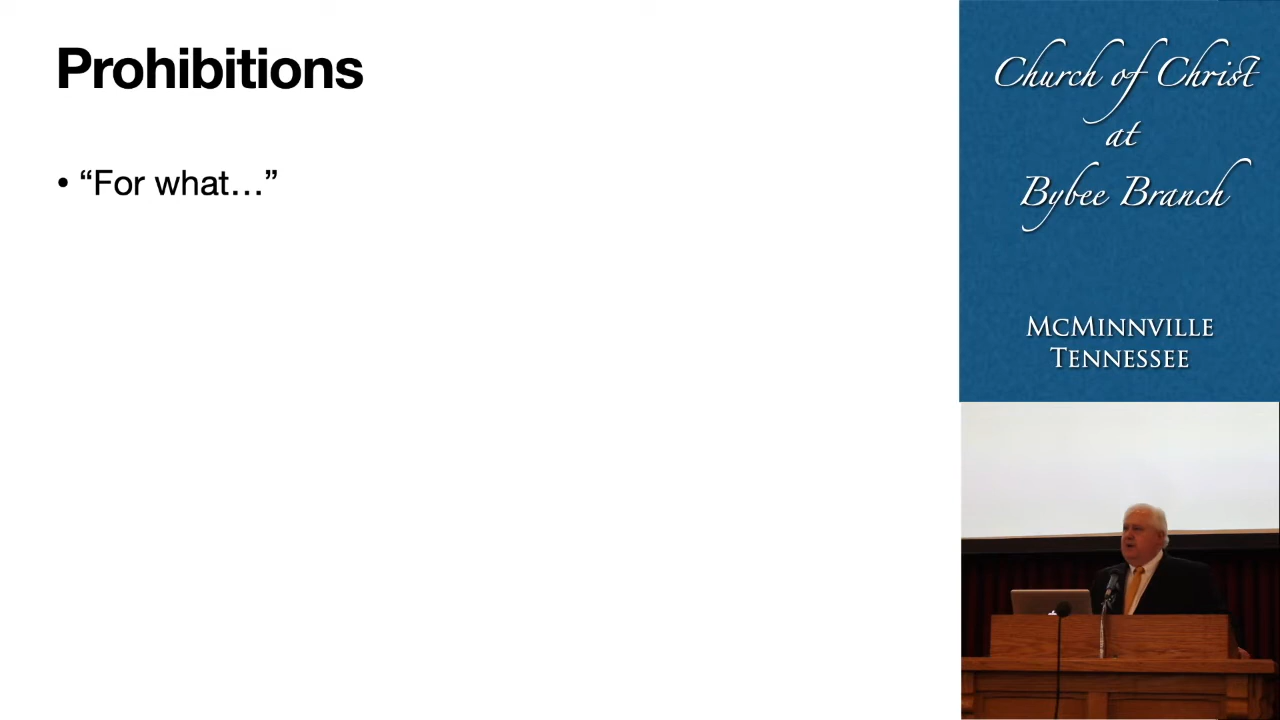 Prohibitions
• “For what…”
Church of Christ
at
Bybee Branch
McMinnville
Tennessee